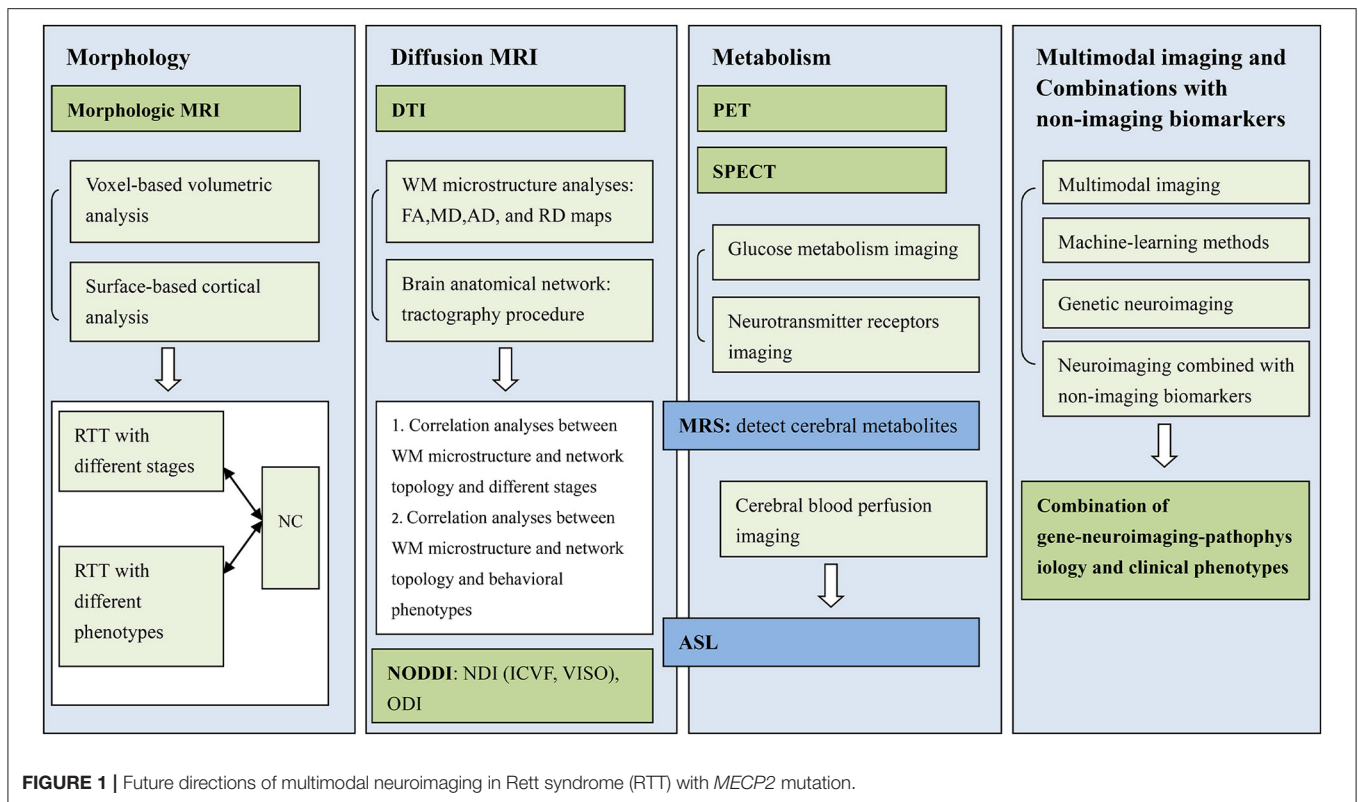 Morphology
Morphologic MRI
Voxel-based volumetric
analysis
Surface-based cortical
analysis
RTT with
different stages
NC
RTT with
different
phenotypes
Diffusion MRI
DTI
WM microstructure analyses:
FA,MD,AD, and RD maps
Brain anatomical network:
tractography procedure
1. Correlation analyses between
WM microstructure and network
topology and different stages
2. Correlation analyses between
WM microstructure and network
topology and behavioral
phenotypes
NODDI: NDI (ICVF, VISO),
ODI
Metabolism
PET
SPECT
Glucose metabolism imaging
Neurotransmitter receptors
imaging
MRS: detect cerebral metabolites
Cerebral blood perfusion
imaging
ASL
Multimodal imaging and
Combinations with
non-imaging biomarkers
Multimodal imaging
Machine-learning methods
Genetic neuroimaging
Neuroimaging combined with
non-imaging biomarkers
Combination of
gene-neuroimaging-pathophys
iology and clinical phenotypes
FIGURE 1 | Future directions of multimodal neuroimaging in Rett syndrome (RTT) with MECP2 mutation.